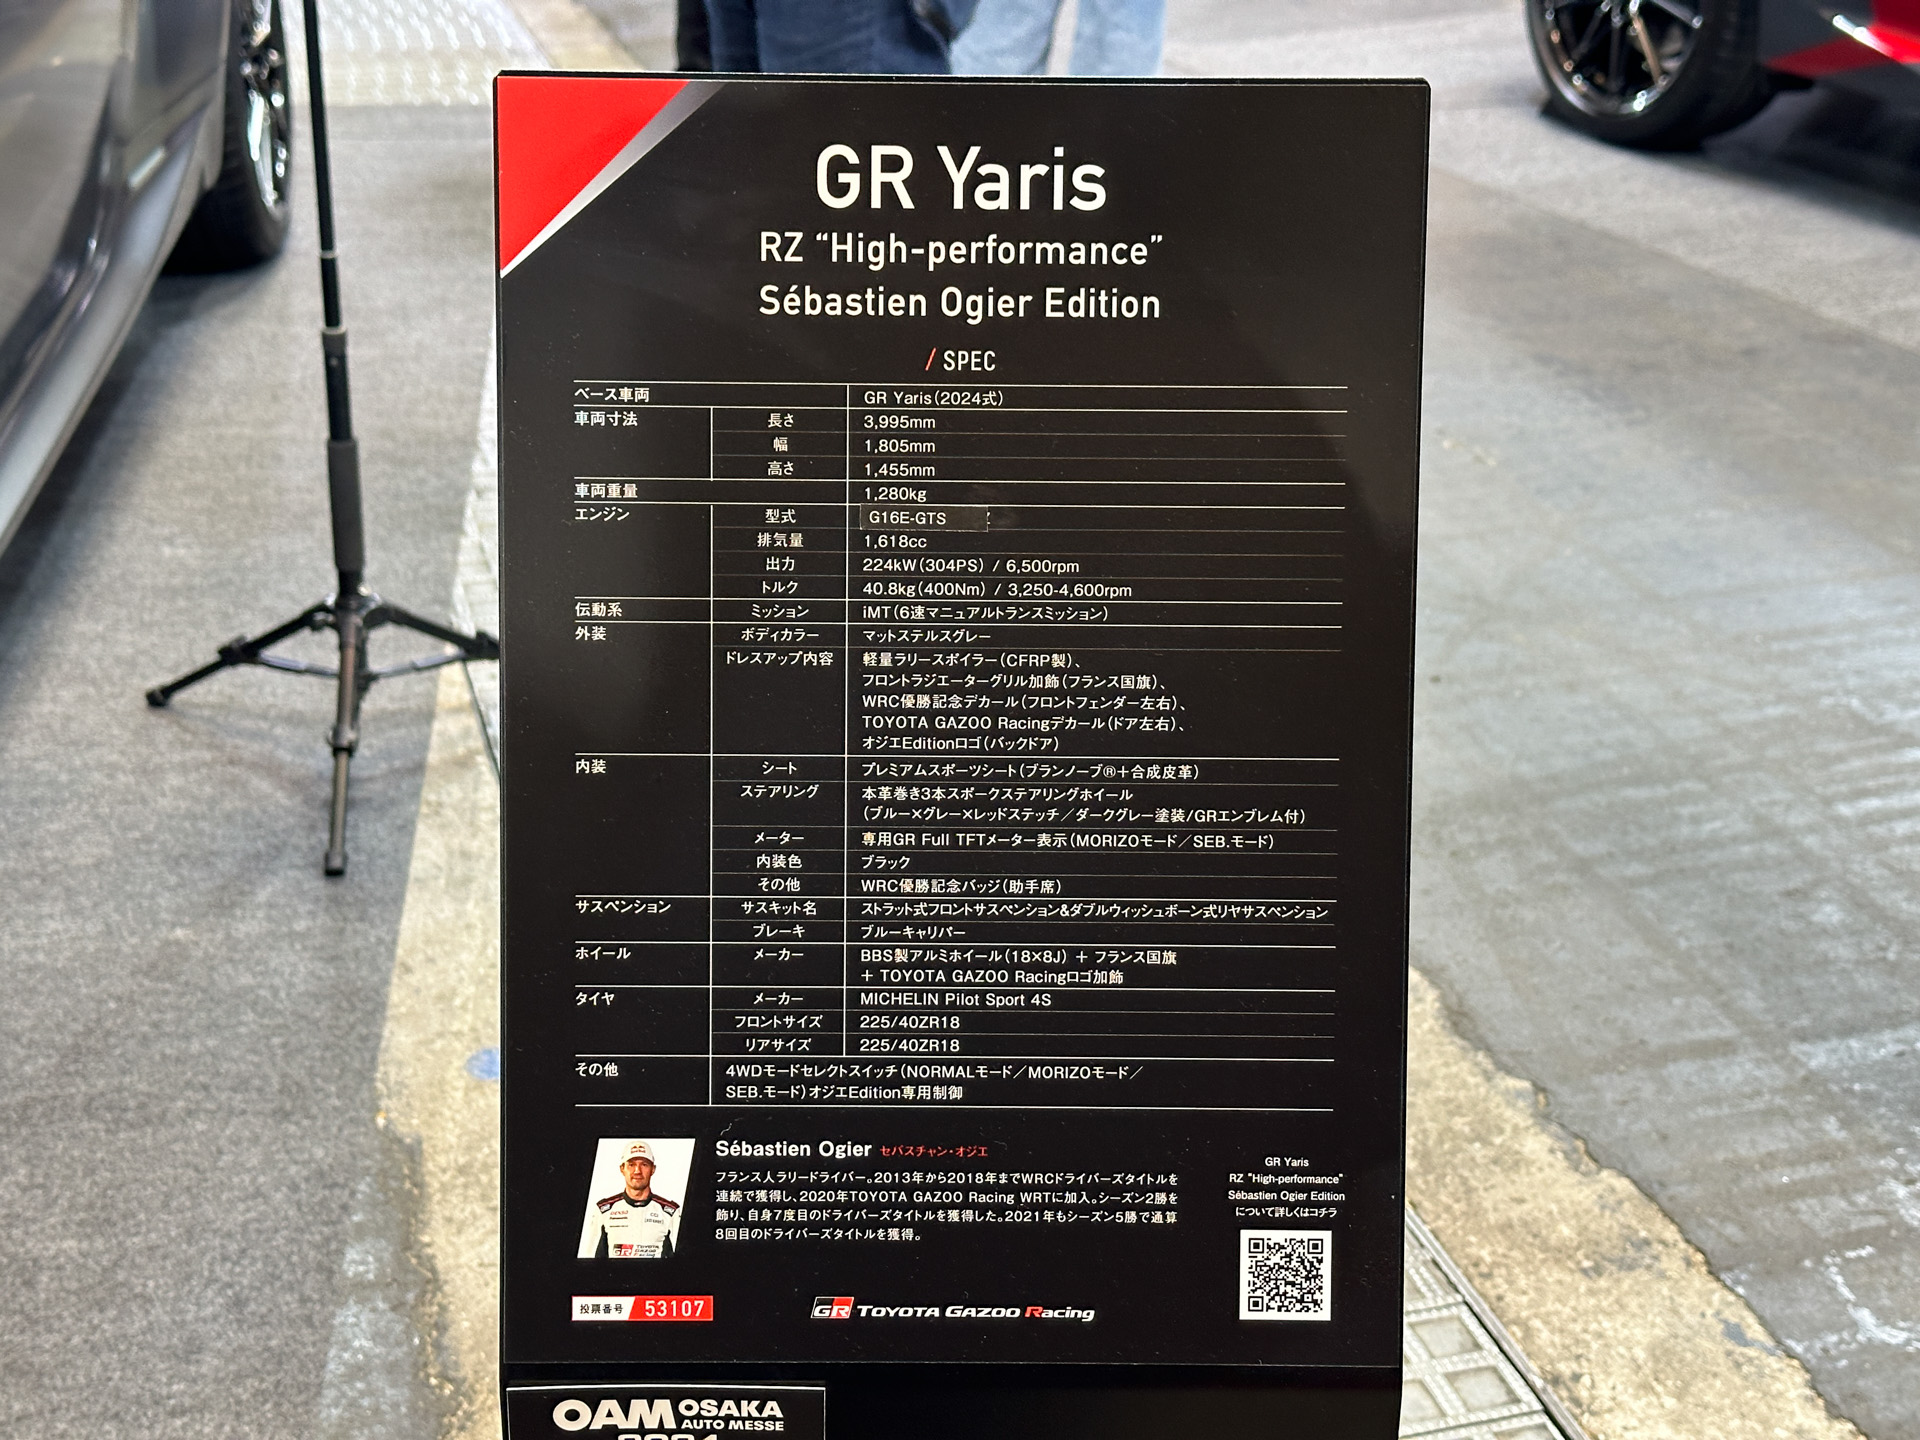 GR Yaris
RZ “High-performance”
Sébastien Ogier Edition
/ SPEC
ベース車両 GR Yaris(2024式)
車両寸法 長さ 3,995mm
幅 1,805mm
高さ 1,455mm
車両重量 1,280kg
エンジン 型式 G16E-GTS
排気量 1,618cc
出力 224kW(304PS) / 6,500rpm
トルク 40.8kg(400Nm) / 3,250-4,600rpm
伝動系 ミッション iMT(6速マニュアルトランスミッション)
外装 ボディカラー マットステルスグレー
ドレスアップ内容 軽量ラリースポイラー(CFRP製)、
フロントラジエーターグリル加飾(フランス国旗)、
WRC優勝記念デカール(フロントフェンダー左右)、
TOYOTA GAZOO Racingデカール(ドア左右)、
オジエEditionロゴ(バックドア)
内装 シート プレミアムスポーツシート(ブランノーブ®+合成皮革)
ステアリング 本革巻き3本スポークステアリングホイール
(ブルー×グレー×レッドステッチ/ダークグレー塗装/GRエンブレム付)
メーター 専用GR Full TFTメーター表示(MORIZOモード/SEB.モード)
内装色 ブラック
その他 WRC優勝記念バッジ(助手席)
サスペンション サスキット名 ストラット式フロントサスペンション&ダブルウィッシュボーン式リヤサスペンション
ブレーキ ブルーキャリパー
ホイール メーカー BBS製アルミホイール(18×8J) + フランス国旗
+ TOYOTA GAZOO Racingロゴ加飾
タイヤ メーカー MICHELIN Pilot Sport 4S
フロントサイズ 225/40ZR18
リアサイズ 225/40ZR18
その他 4WDモードセレクトスイッチ(NORMALモード/MORIZOモード/
SEB.モード)オジエEdition専用制御
Sébastien Ogier セバスチャン・オジエ
フランス人ラリードライバー。2013年から2018年までWRCドライバーズタイトルを
連続で獲得し、2020年TOYOTA GAZOO Racing WRTに加入。シーズン2勝を
飾り、自身7度目のドライバーズタイトルを獲得した。2021年もシーズン5勝で通算
8回目のドライバーズタイトルを獲得。
GR Yaris
RZ “High-performance”
Sébastien Ogier Edition
について詳しくはコチラ
投票番号 53107
GR TOYOTA GAZOO Racing
OAM OSAKA
AUTO MESSE